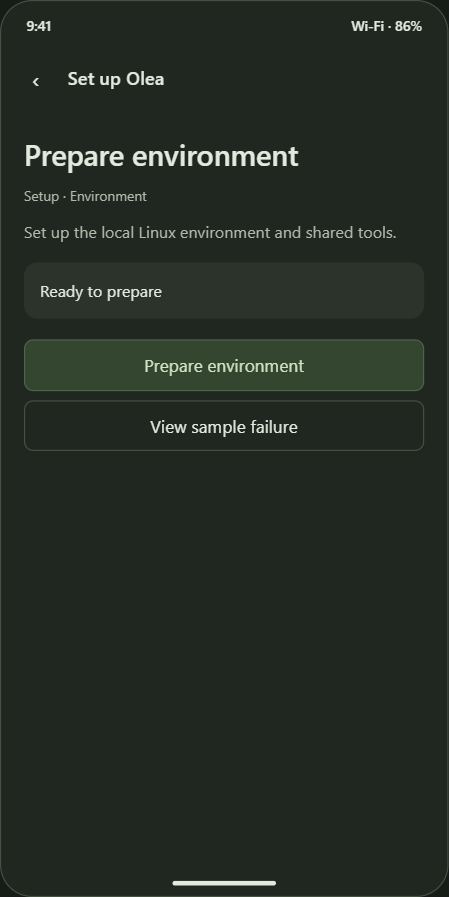 9:41
Wi-Fi · 86%
‹ Set up Olea
Prepare environment
Setup · Environment
Set up the local Linux environment and shared tools.
Ready to prepare
Prepare environment
View sample failure